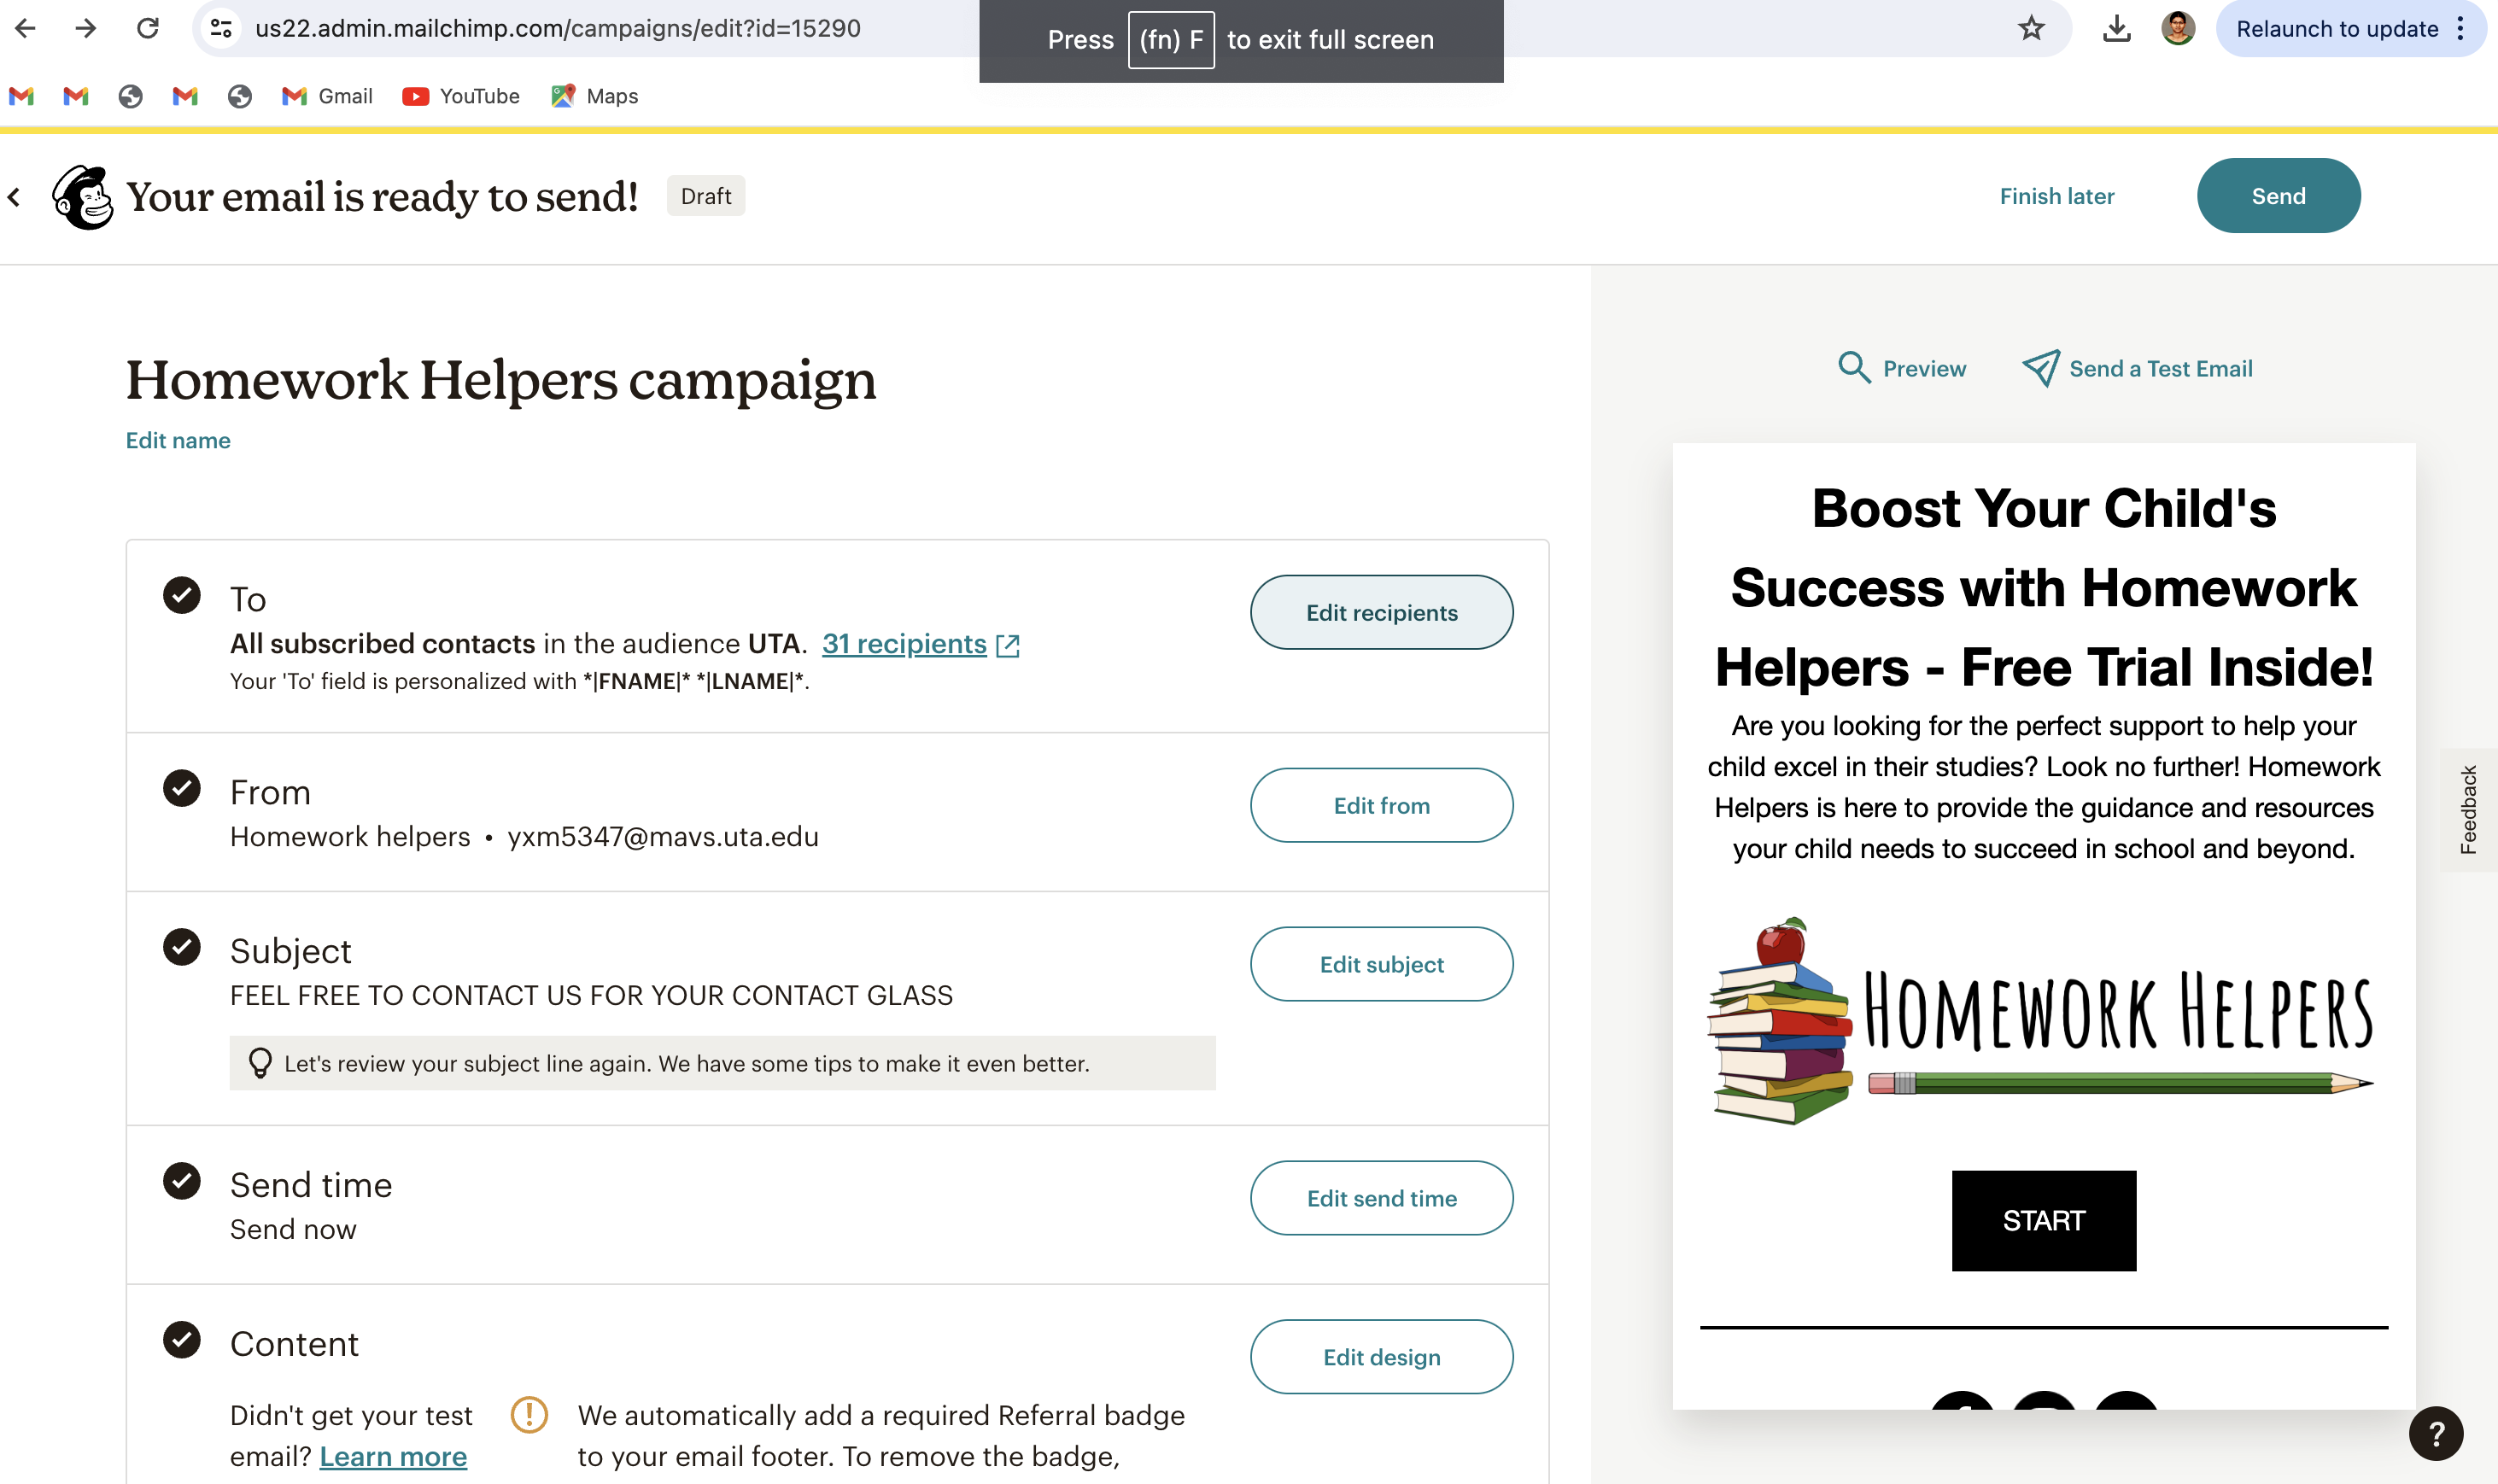 us22.admin.mailchimp.com/campaigns/edit?id=15290
Press (fn) F to exit full screen
Relaunch to update
Gmail
YouTube
Maps
Your email is ready to send!
Draft
Finish later
Send
Homework Helpers campaign
Edit name
To
All subscribed contacts in the audience UTA. 31 recipients
Your 'To' field is personalized with *|FNAME|* *|LNAME|*.
Edit recipients
From
Homework helpers • yxm5347@mavs.uta.edu
Edit from
Subject
FEEL FREE TO CONTACT US FOR YOUR CONTACT GLASS
Let's review your subject line again. We have some tips to make it even better.
Edit subject
Send time
Send now
Edit send time
Content
Edit design
Didn't get your test
email? Learn more
We automatically add a required Referral badge
to your email footer. To remove the badge,
Preview
Send a Test Email
Boost Your Child's
Success with Homework
Helpers - Free Trial Inside!
Are you looking for the perfect support to help your
child excel in their studies? Look no further! Homework
Helpers is here to provide the guidance and resources
your child needs to succeed in school and beyond.
HOMEWORK HELPERS
START
Feedback
?